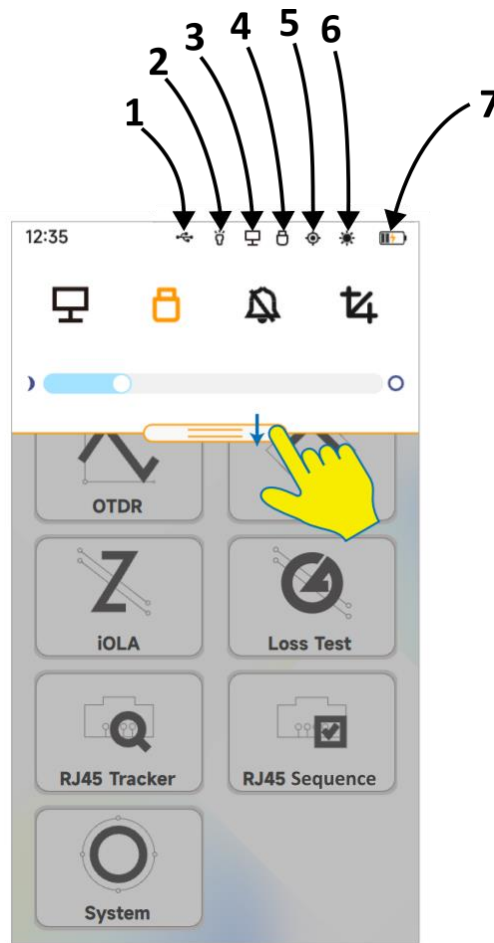 1 2 3 4 5 6 7
12:35
OTDR
iOLA Loss Test
RJ45 Tracker RJ45 Sequence
System